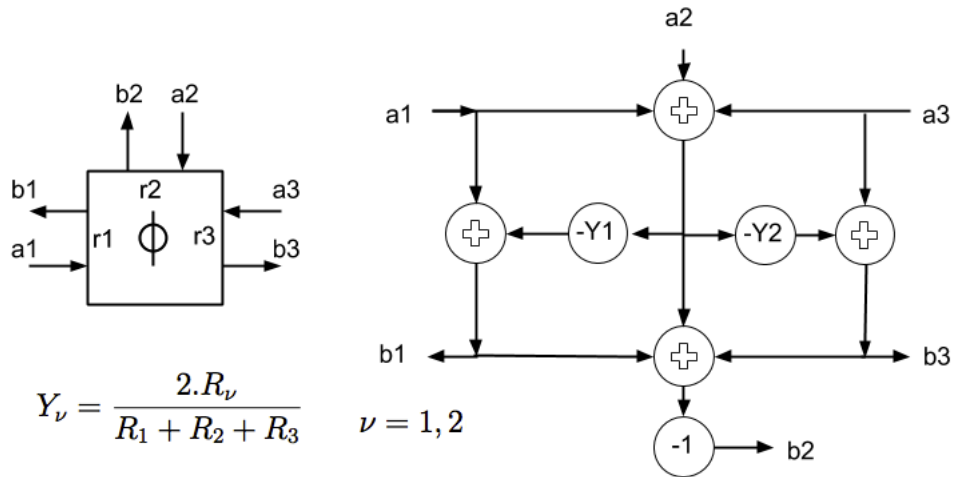 a2
b2 a2
a1
a3
b1
r2
a3
r1
r3
-Y1
-Y2
a1
b3
b1
b3
Y_ν = 2.R_ν / (R_1 + R_2 + R_3)
ν = 1, 2
-1
b2